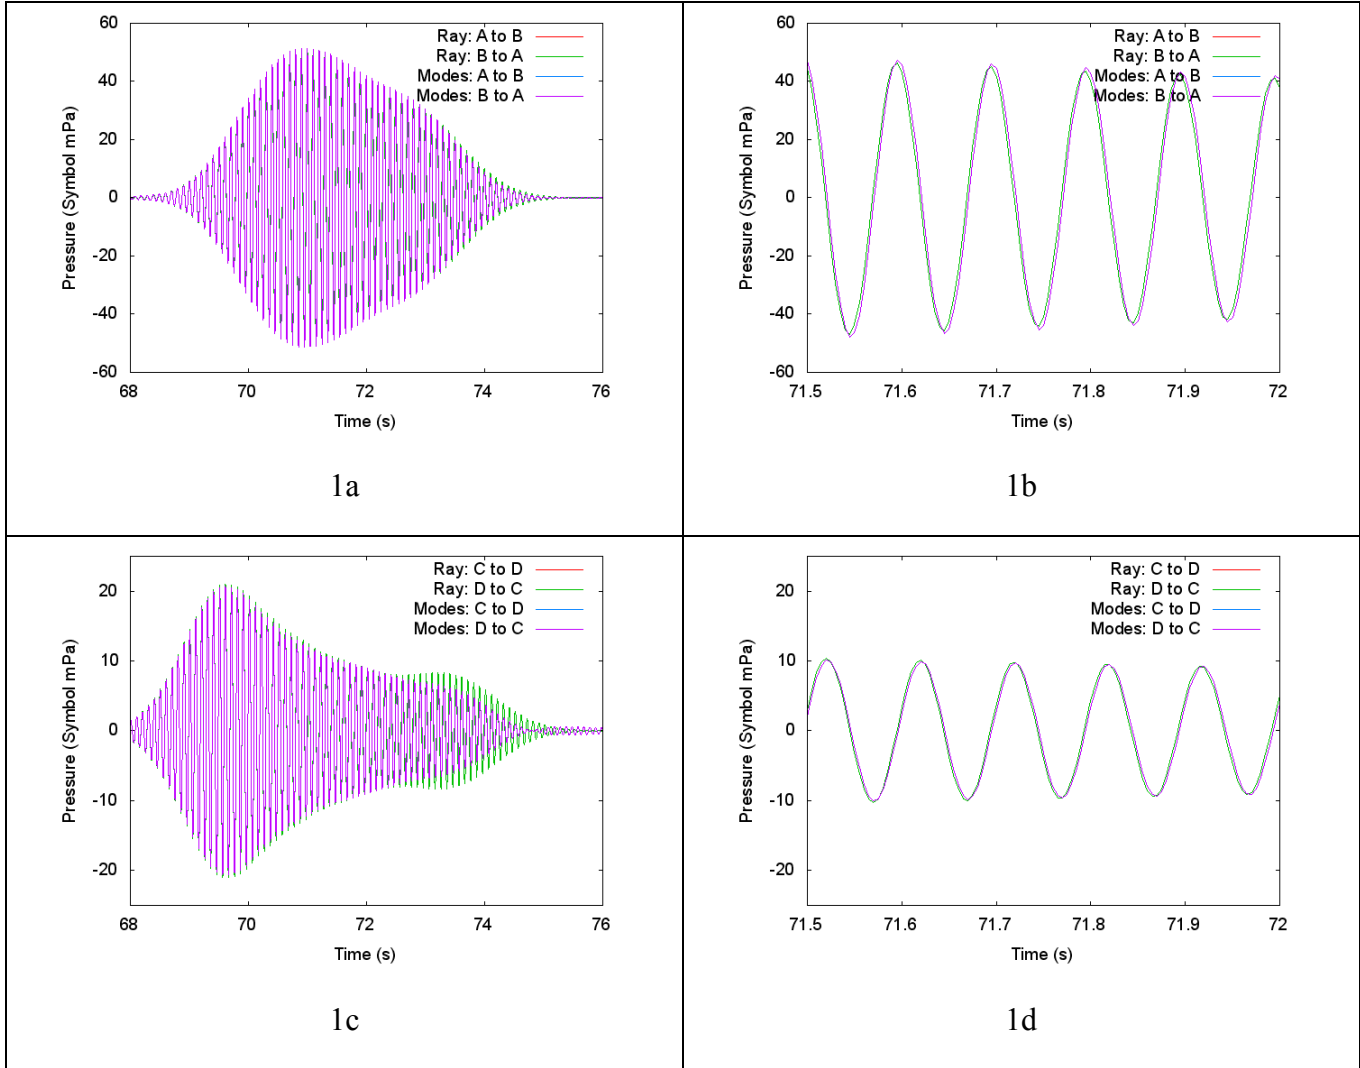 60
40
20
0
-20
-40
-60
Pressure (Symbol mPa)
Ray: A to B
Ray: B to A
Modes: A to B
Modes: B to A
68 70 72 74 76
Time (s)
1a
60
40
20
0
-20
-40
-60
Pressure (Symbol mPa)
Ray: A to B
Ray: B to A
Modes: A to B
Modes: B to A
71.5 71.6 71.7 71.8 71.9 72
Time (s)
1b
20
10
0
-10
-20
Pressure (Symbol mPa)
Ray: C to D
Ray: D to C
Modes: C to D
Modes: D to C
68 70 72 74 76
Time (s)
1c
20
10
0
-10
-20
Pressure (Symbol mPa)
Ray: C to D
Ray: D to C
Modes: C to D
Modes: D to C
71.5 71.6 71.7 71.8 71.9 72
Time (s)
1d